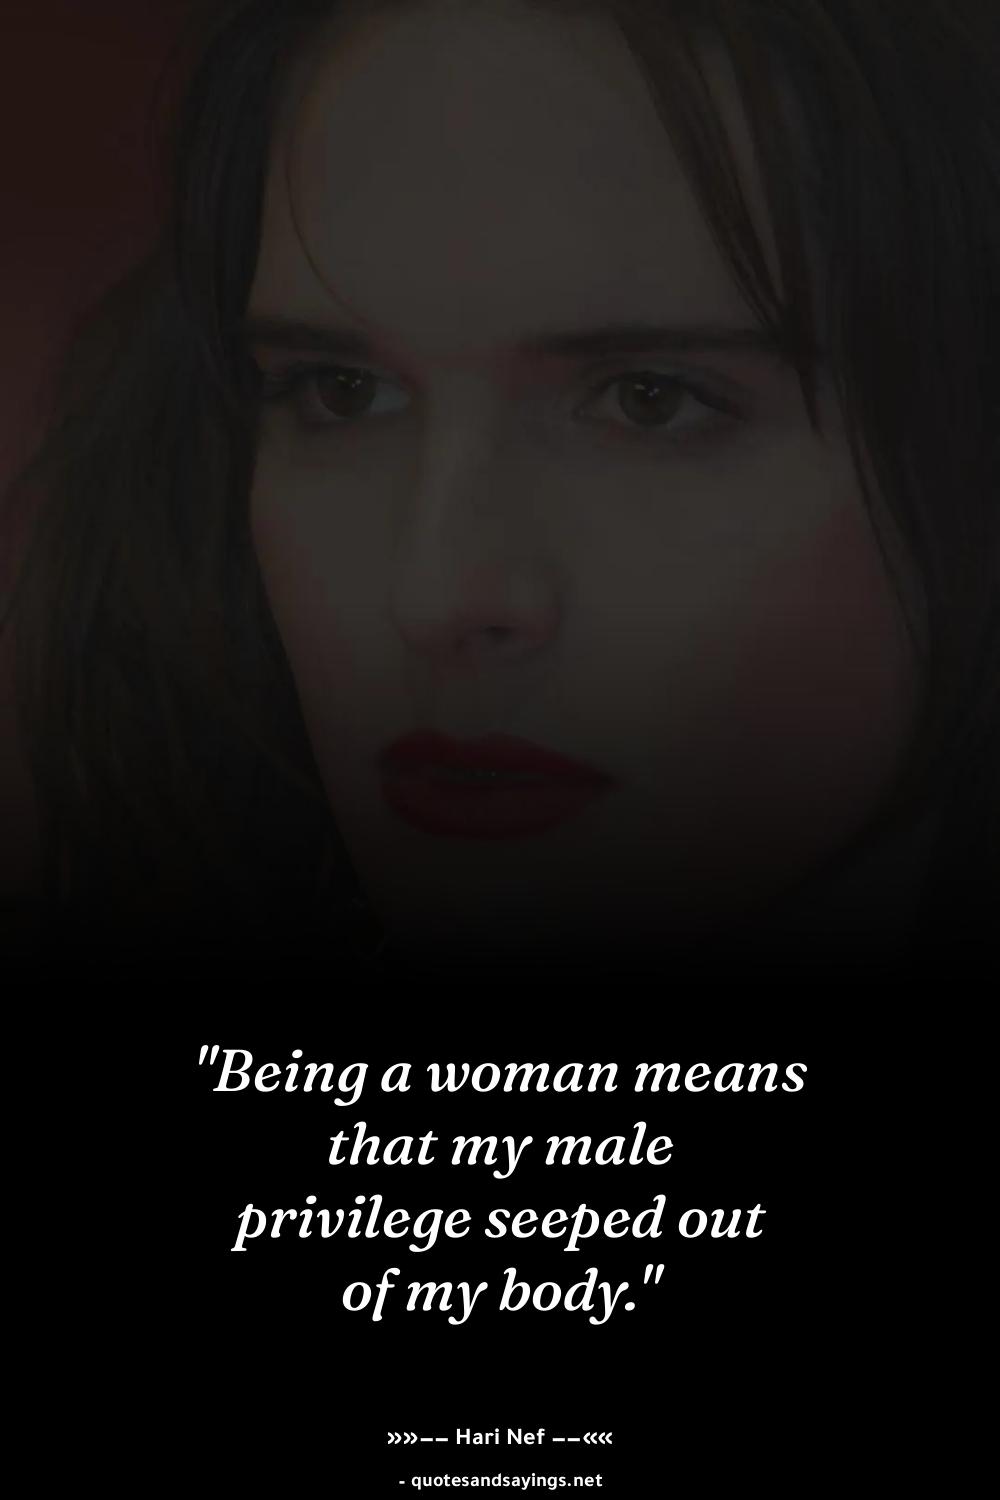 "Being a woman means
that my male
privilege seeped out
of my body."
»»−− Hari Nef −−««
- quotesandsayings.net